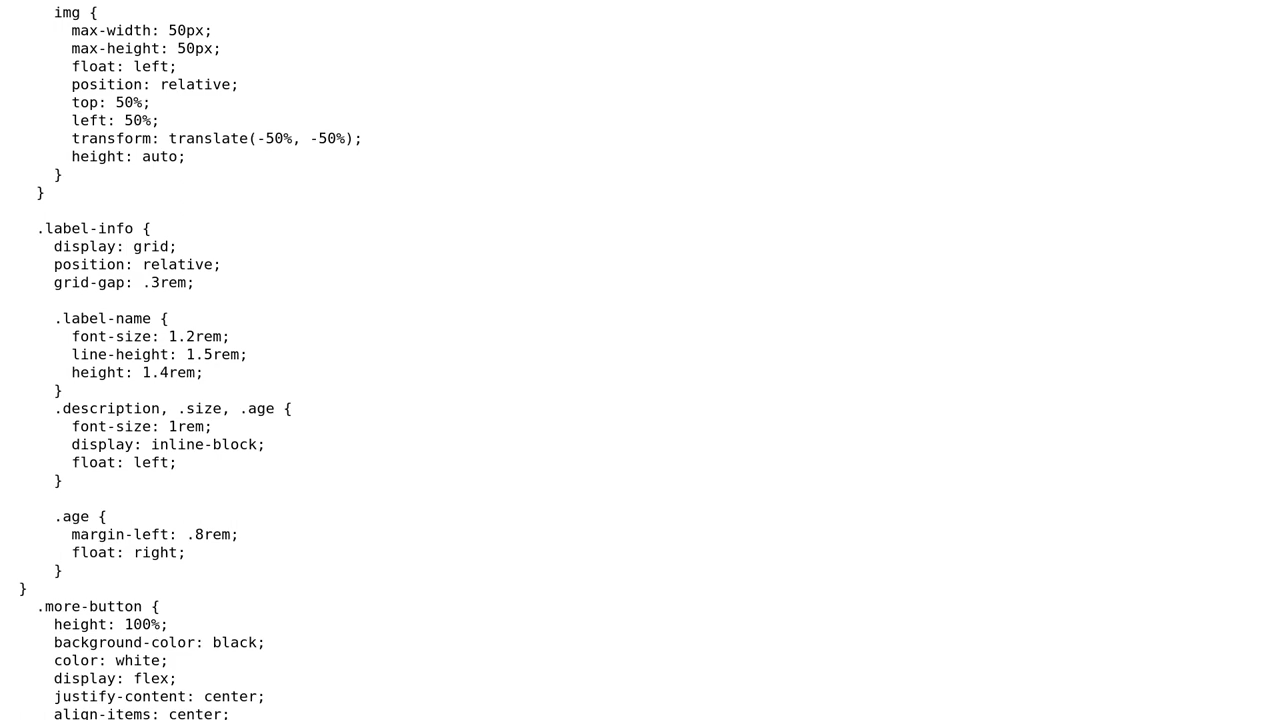 img {
max-width: 50px;
max-height: 50px;
float: left;
position: relative;
top: 50%;
left: 50%;
transform: translate(-50%, -50%);
height: auto;
}
}
.label-info {
display: grid;
position: relative;
grid-gap: .3rem;
.label-name {
font-size: 1.2rem;
line-height: 1.5rem;
height: 1.4rem;
}
.description, .size, .age {
font-size: 1rem;
display: inline-block;
float: left;
}
.age {
margin-left: .8rem;
float: right;
}
}
.more-button {
height: 100%;
background-color: black;
color: white;
display: flex;
justify-content: center;
align-items: center;